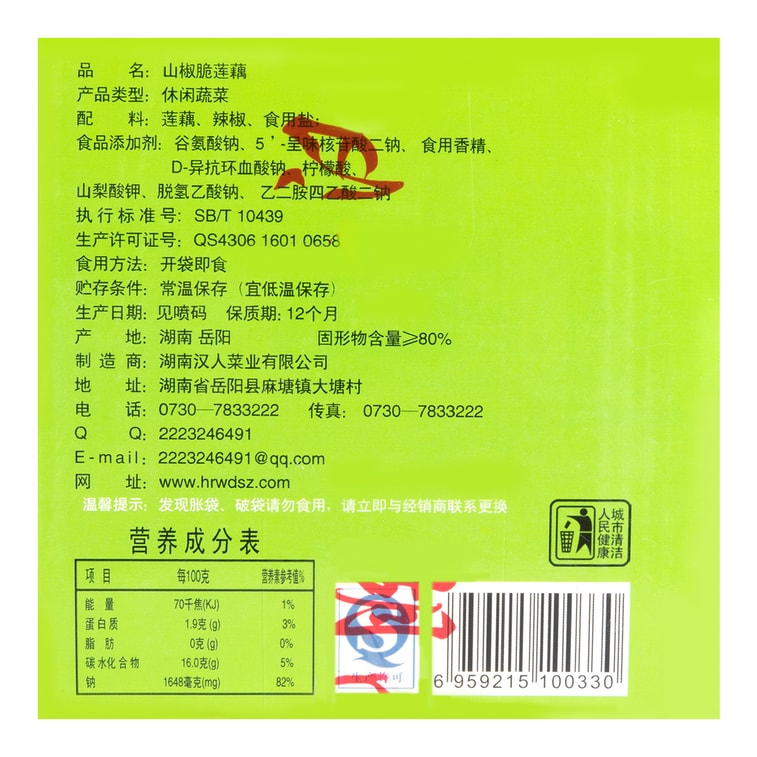 品 名：山椒脆莲藕
产品类型：休闲蔬菜
配 料：莲藕、辣椒、食用盐；
食品添加剂：谷氨酸钠、5’-呈味核苷酸二钠、食用香精、
D-异抗坏血酸钠、柠檬酸、
山梨酸钾、脱氢乙酸钠、乙二胺四乙酸二钠
执行标准号：SB/T 10439
生产许可证号：QS4306 1601 0658
食用方法：开袋即食
贮存条件：常温保存（宜低温保存）
生产日期：见喷码 保质期：12个月
产 地：湖南 岳阳 固形物含量≥80%
制 造 商：湖南汉人菜业有限公司
地 址：湖南省岳阳县麻塘镇大塘村
电 话：0730—7833222 传真：0730—7833222
Q Q：2223246491
E-mail：2223246491@qq.com
网 址：www.hrwdsz.com
温馨提示：发现胀袋、破袋请勿食用，请立即与经销商联系更换
营养成分表
项目 每100克 营养素参考值%
能 量 70千焦(KJ) 1%
蛋白质 1.9克(g) 3%
脂 肪 0克(g) 0%
碳水化合物 16.0克(g) 5%
钠 1648毫克(mg) 82%
人民健康
城市清洁
生产许可
6 959215 100330